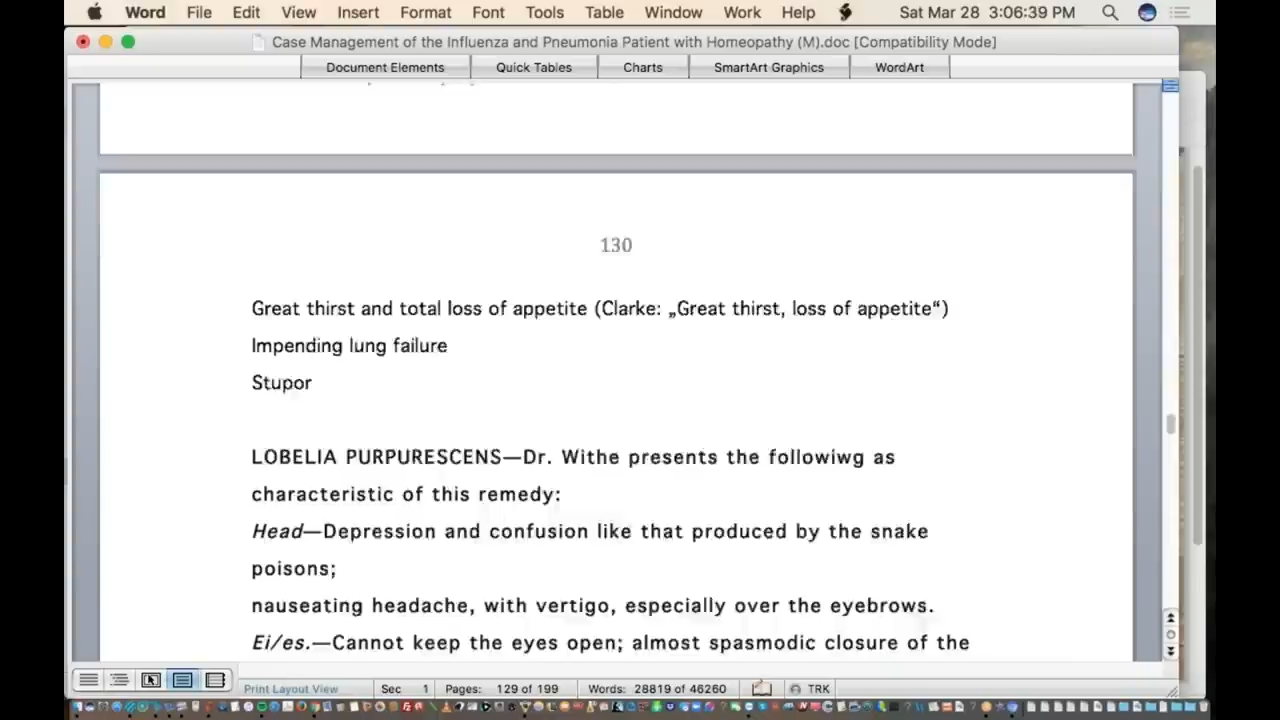 Word File Edit View Insert Format Font Tools Table Window Work Help Sat Mar 28 3:06:39 PM
Case Management of the Influenza and Pneumonia Patient with Homeopathy (M).doc [Compatibility Mode]
Document Elements Quick Tables Charts SmartArt Graphics WordArt
130
Great thirst and total loss of appetite (Clarke: „Great thirst, loss of appetite“)
Impending lung failure
Stupor
LOBELIA PURPURESCENS—Dr. Withe presents the followiwg as
characteristic of this remedy:
Head—Depression and confusion like that produced by the snake
poisons;
nauseating headache, with vertigo, especially over the eyebrows.
Ei/es.—Cannot keep the eyes open; almost spasmodic closure of the
Print Layout View Sec 1 Pages: 129 of 199 Words: 28819 of 46260 TRK